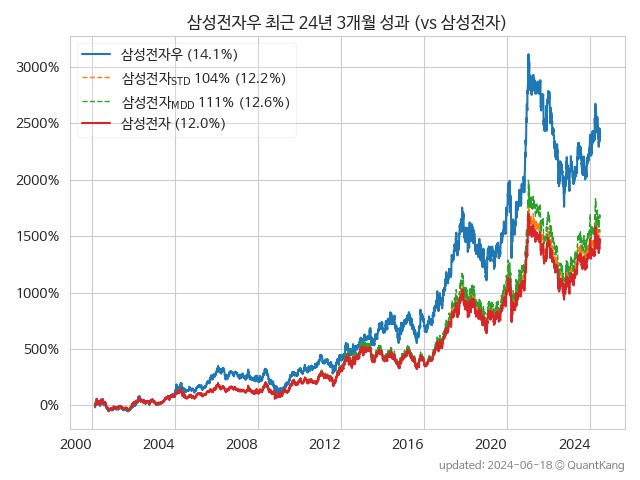 삼성전자우 최근 24년 3개월 성과 (vs 삼성전자)
삼성전자우 (14.1%)
삼성전자STD 104% (12.2%)
삼성전자MDD 111% (12.6%)
삼성전자 (12.0%)
3000%
2500%
2000%
1500%
1000%
500%
0%
2000 2004 2008 2012 2016 2020 2024
updated: 2024-06-18 © QuantKang